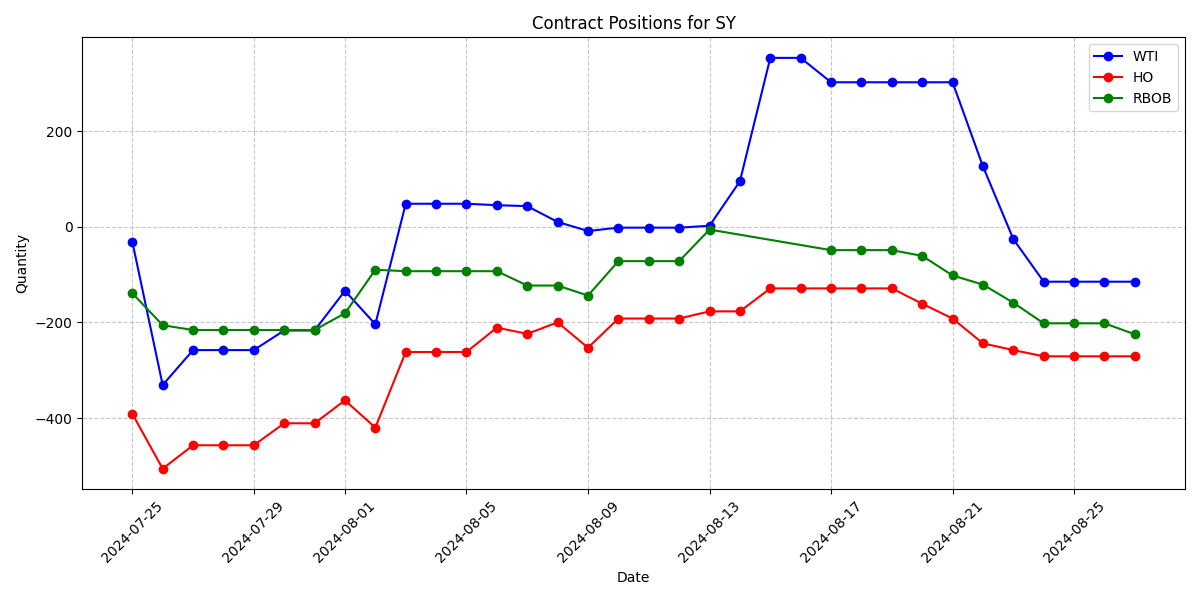 Contract Positions for SY
WTI
HO
RBOB
Quantity
200
0
−200
−400
2024-07-25
2024-07-29
2024-08-01
2024-08-05
2024-08-09
2024-08-13
2024-08-17
2024-08-21
2024-08-25
Date